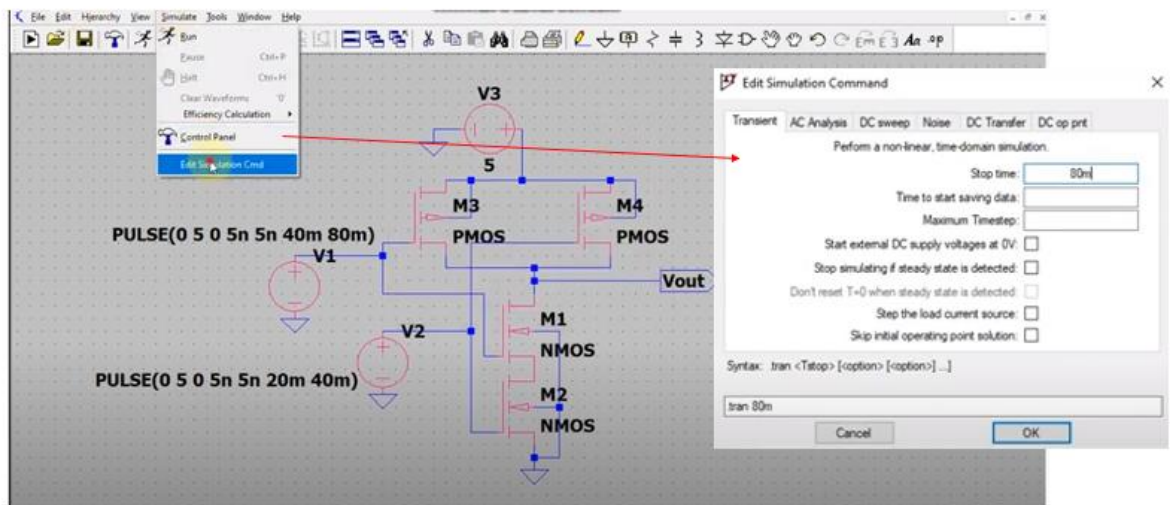 File Edit Hierarchy View Simulate Tools Window Help
Run
Pause Ctrl+P
Halt Ctrl+H
Clear Waveforms '0'
Efficiency Calculation
Control Panel
Edit Simulation Cmd
Aa .op
V3
5
M3
PMOS
M4
PMOS
PULSE(0 5 0 5n 5n 40m 80m)
V1
Vout
M1
NMOS
V2
PULSE(0 5 0 5n 5n 20m 40m)
M2
NMOS
Edit Simulation Command
Transient AC Analysis DC sweep Noise DC Transfer DC op pnt
Perform a non-linear, time-domain simulation.
Stop time: 80m
Time to start saving data:
Maximum Timestep:
Start external DC supply voltages at 0V:
Stop simulating if steady state is detected:
Don't reset T=0 when steady state is detected:
Step the load current source:
Skip initial operating point solution:
Syntax: .tran <Tstop> [<option> [<option>] ...]
.tran 80m
Cancel OK